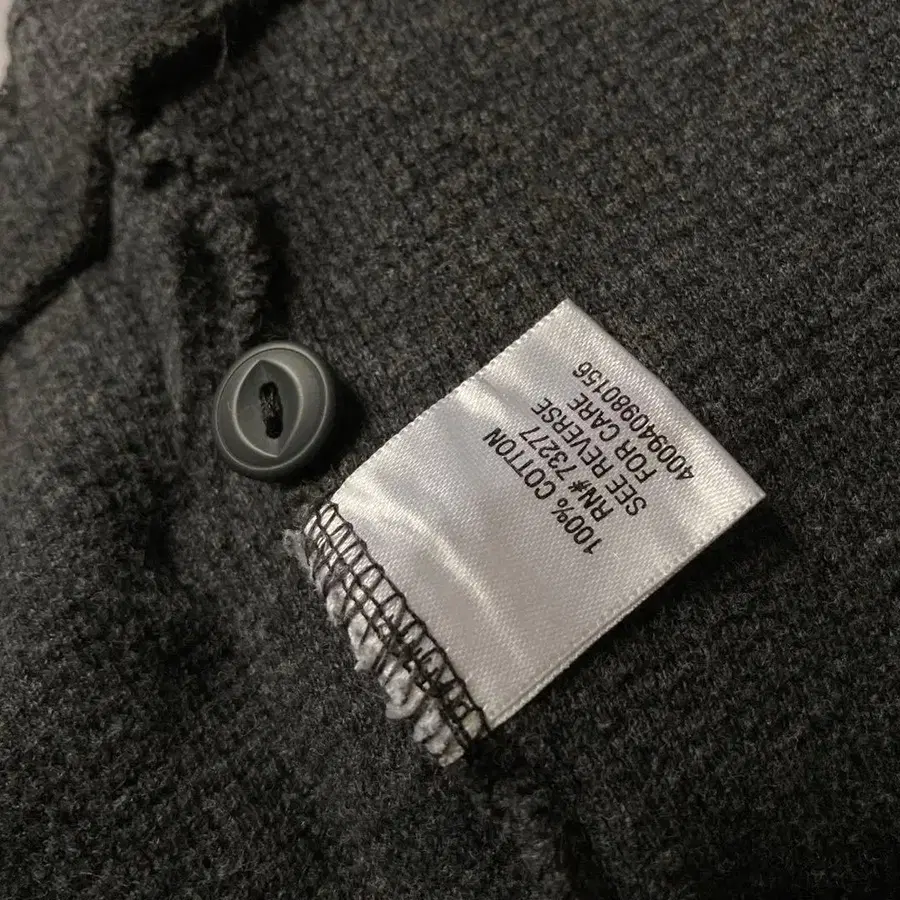 100% COTTON
RN# 73277
SEE REVERSE
FOR CARE
400940980156